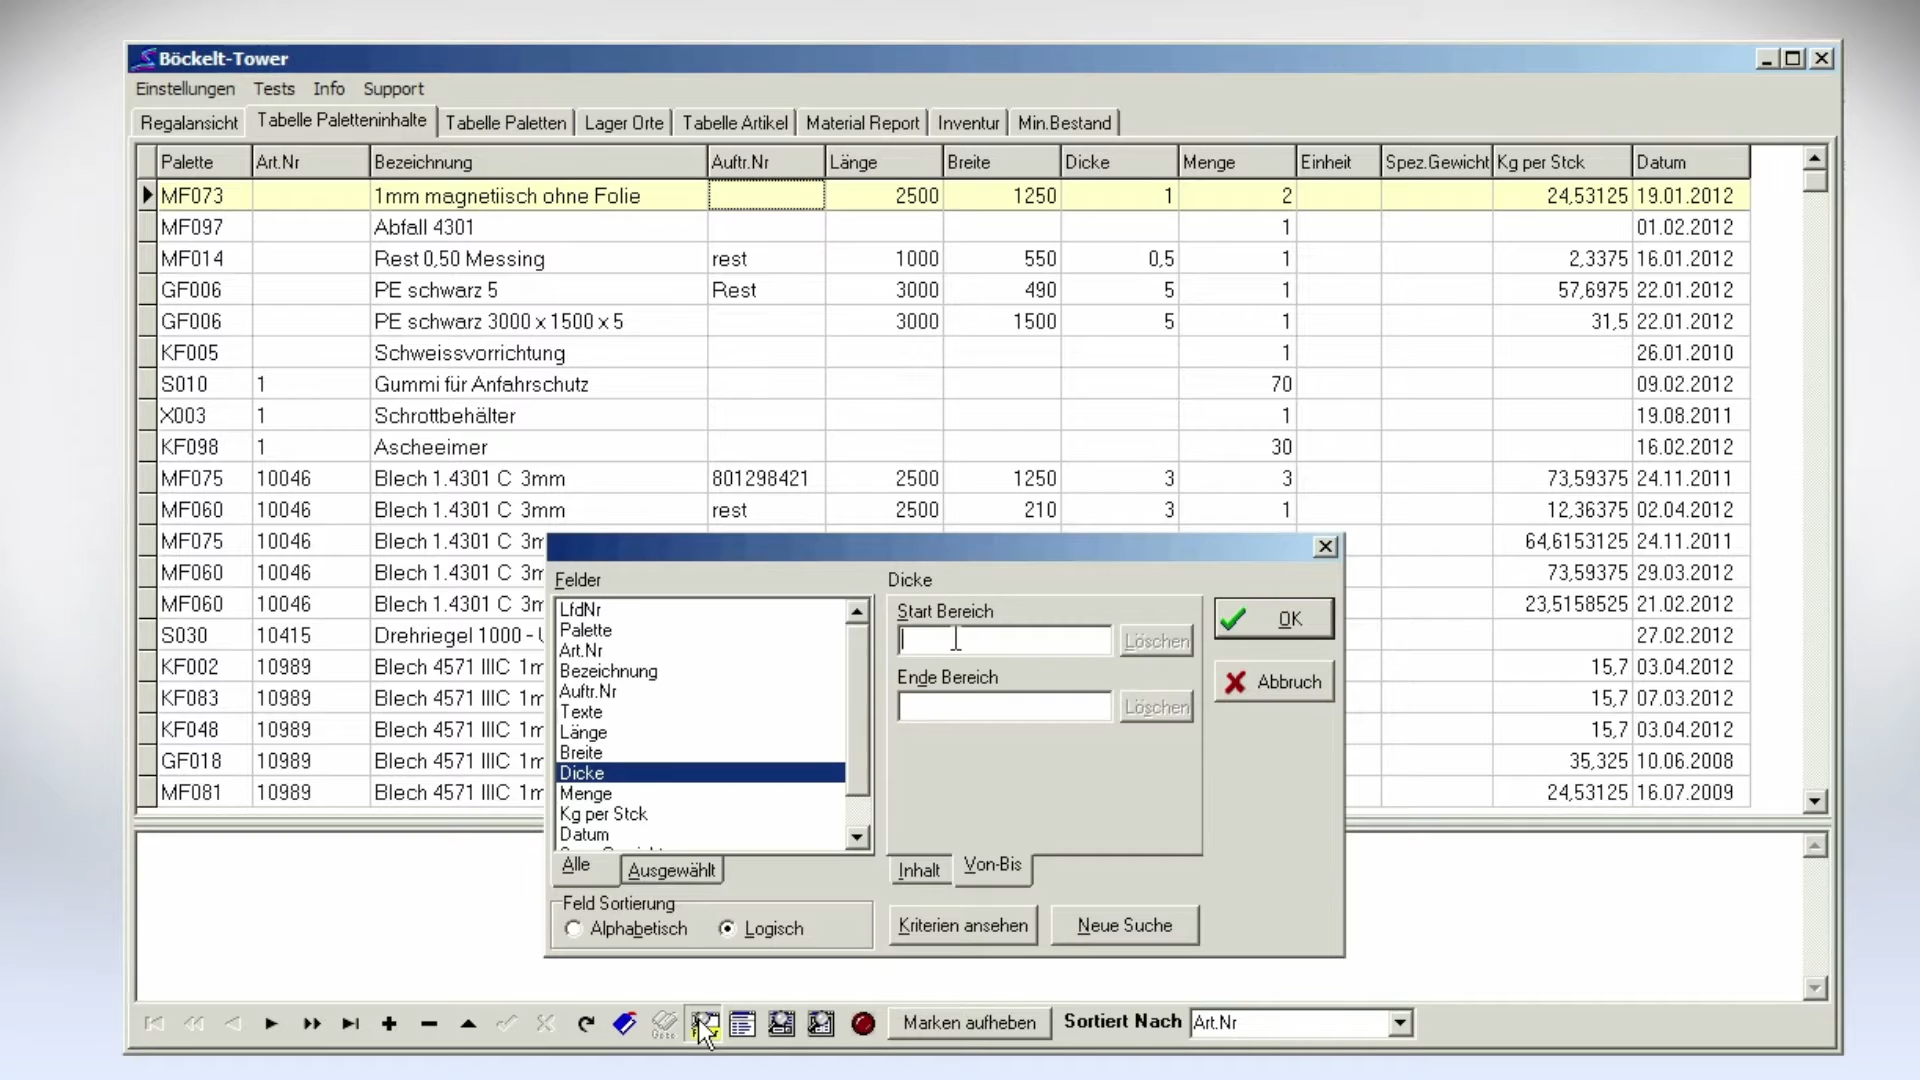 Böckelt-Tower
Einstellungen Tests Info Support
Regalansicht Tabelle Paletteninhalte Tabelle Paletten Lager Orte Tabelle Artikel Material Report Inventur Min.Bestand
Palette Art.Nr Bezeichnung Auftr.Nr Länge Breite Dicke Menge Einheit Spez.Gewicht Kg per Stck Datum
MF073 1mm magnetiisch ohne Folie 2500 1250 1 2 24,53125 19.01.2012
MF097 Abfall 4301 1 01.02.2012
MF014 Rest 0,50 Messing rest 1000 550 0,5 1 2,3375 16.01.2012
GF006 PE schwarz 5 Rest 3000 490 5 1 57,6975 22.01.2012
GF006 PE schwarz 3000 x 1500 x 5 3000 1500 5 1 31,5 22.01.2012
KF005 Schweissvorrichtung 1 26.01.2010
S010 1 Gummi für Anfahrschutz 70 09.02.2012
X003 1 Schrottbehälter 1 19.08.2011
KF098 1 Ascheeimer 30 16.02.2012
MF075 10046 Blech 1.4301 C 3mm 801298421 2500 1250 3 3 73,59375 24.11.2011
MF060 10046 Blech 1.4301 C 3mm rest 2500 210 3 1 12,36375 02.04.2012
MF075 10046 Blech 1.4301 C 3m 64,6153125 24.11.2011
MF060 10046 Blech 1.4301 C 3m 73,59375 29.03.2012
MF060 10046 Blech 1.4301 C 3m 23,5158525 21.02.2012
S030 10415 Drehriegel 1000 - U 27.02.2012
KF002 10989 Blech 4571 IIIC 1m 15,7 03.04.2012
KF083 10989 Blech 4571 IIIC 1m 15,7 07.03.2012
KF048 10989 Blech 4571 IIIC 1m 15,7 03.04.2012
GF018 10989 Blech 4571 IIIC 1m 35,325 10.06.2008
MF081 10989 Blech 4571 IIIC 1m 24,53125 16.07.2009
Felder
LfdNr
Palette
Art.Nr
Bezeichnung
Auftr.Nr
Texte
Länge
Breite
Dicke
Menge
Kg per Stck
Datum
Alle Ausgewählt
Feld Sortierung
Alphabetisch Logisch
Dicke
Start Bereich
Löschen
Ende Bereich
Löschen
Inhalt Von-Bis
Kriterien ansehen Neue Suche
OK
Abbruch
Marken aufheben Sortiert Nach Art.Nr